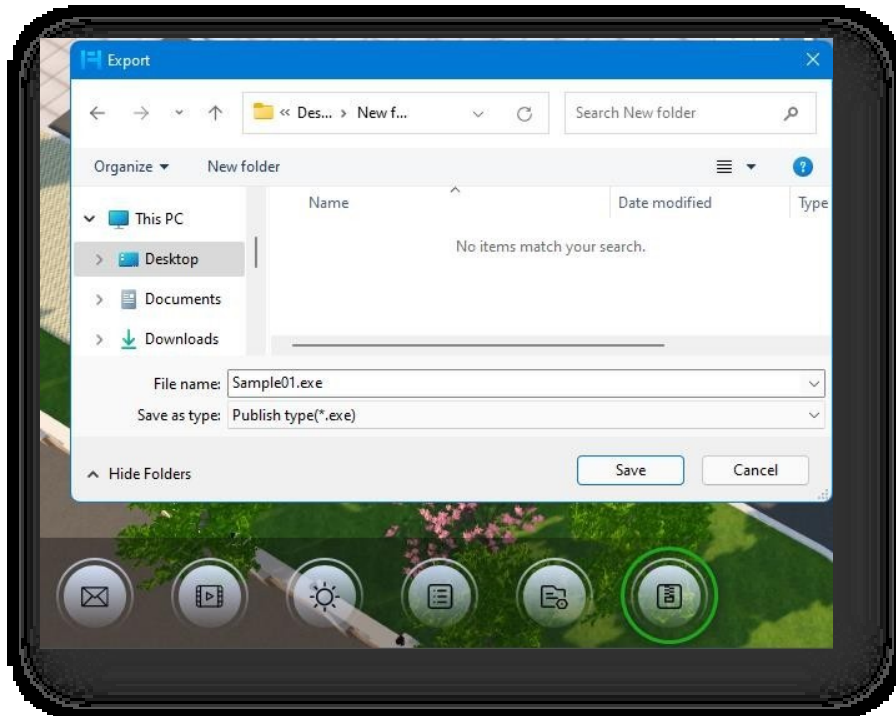 Export
« Des... › New f...
Search New folder
Organize
New folder
Name
Date modified
Type
This PC
No items match your search.
Desktop
Documents
Downloads
File name: Sample01.exe
Save as type: Publish type(*.exe)
Hide Folders
Save
Cancel